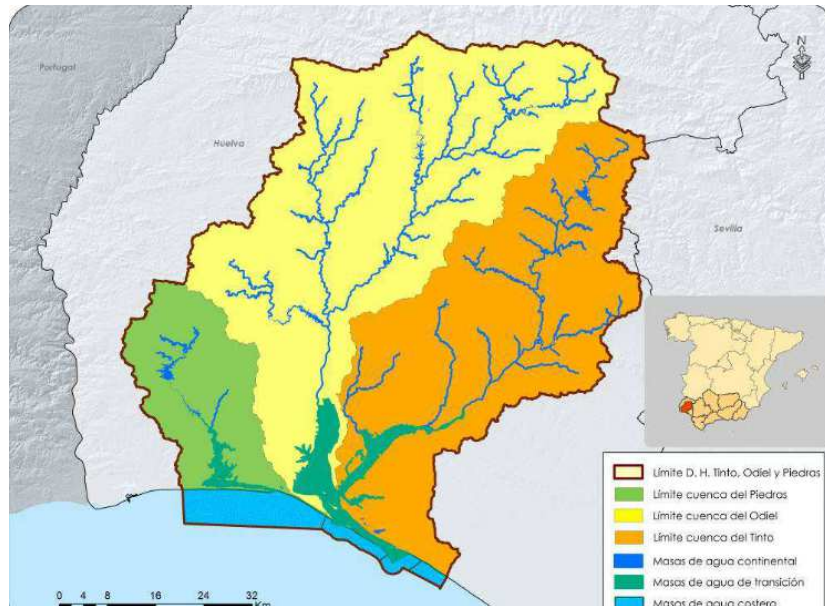 Portugal
N
Huelva
Sevilla
Límite D. H. Tinto, Odiel y Piedras
Límite cuenca del Piedras
Límite cuenca del Odiel
Límite cuenca del Tinto
Masas de agua continental
Masas de agua de transición
Masas de agua costera
0 4 8 16 24 32
Km